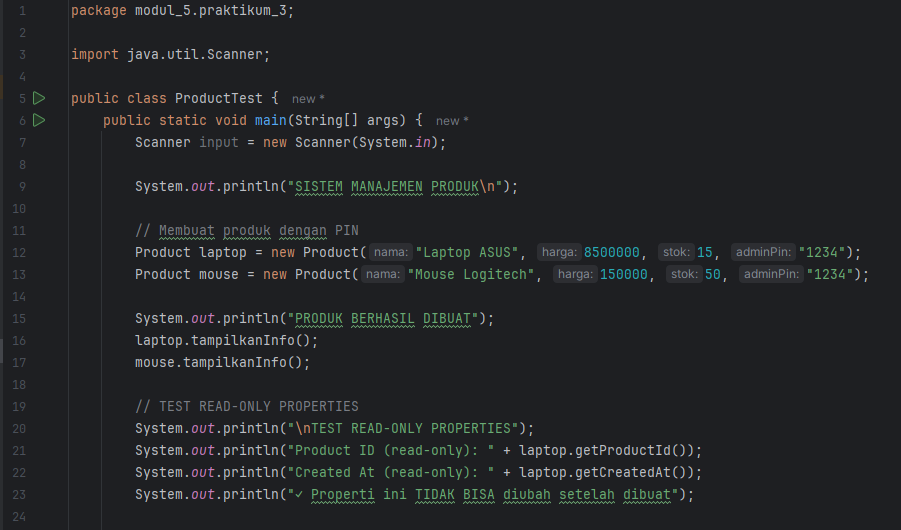 1 package modul_5.praktikum_3;
2
3 import java.util.Scanner;
4
5 public class ProductTest { new *
6 public static void main(String[] args) { new *
7 Scanner input = new Scanner(System.in);
8
9 System.out.println("SISTEM MANAJEMEN PRODUK\n");
10
11 // Membuat produk dengan PIN
12 Product laptop = new Product( nama: "Laptop ASUS", harga: 8500000, stok: 15, adminPin: "1234");
13 Product mouse = new Product( nama: "Mouse Logitech", harga: 150000, stok: 50, adminPin: "1234");
14
15 System.out.println("PRODUK BERHASIL DIBUAT");
16 laptop.tampilkanInfo();
17 mouse.tampilkanInfo();
18
19 // TEST READ-ONLY PROPERTIES
20 System.out.println("\nTEST READ-ONLY PROPERTIES");
21 System.out.println("Product ID (read-only): " + laptop.getProductId());
22 System.out.println("Created At (read-only): " + laptop.getCreatedAt());
23 System.out.println("✓ Properti ini TIDAK BISA diubah setelah dibuat");
24